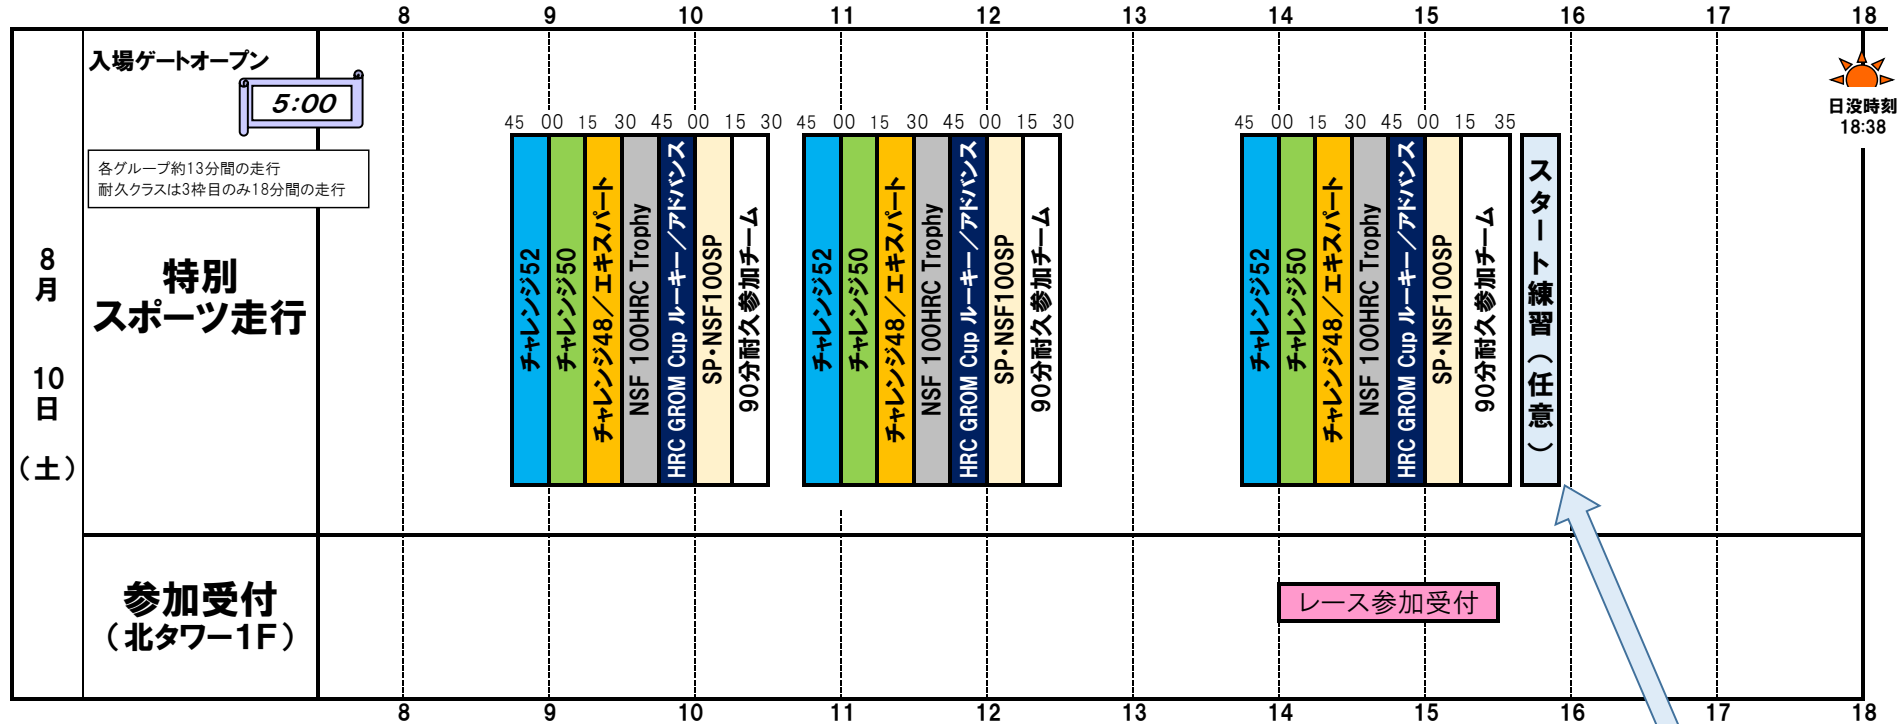 8 9 10 11 12 13 14 15 16 17 18
入場ゲートオープン
5:00
各グループ約13分間の走行
耐久クラスは3枠目のみ18分間の走行
8月10日(土)
特別
スポーツ走行
45 00 15 30 45 00 15 30
チャレンジ52
チャレンジ50
チャレンジ48/エキスパート
NSF 100HRC Trophy
HRC GROM Cup ルーキー/アドバンス
SP・NSF100SP
90分耐久参加チーム
45 00 15 30 45 00 15 30
チャレンジ52
チャレンジ50
チャレンジ48/エキスパート
NSF 100HRC Trophy
HRC GROM Cup ルーキー/アドバンス
SP・NSF100SP
90分耐久参加チーム
45 00 15 30 45 00 15 35
チャレンジ52
チャレンジ50
チャレンジ48/エキスパート
NSF 100HRC Trophy
HRC GROM Cup ルーキー/アドバンス
SP・NSF100SP
90分耐久参加チーム
スタート練習(任意)
日没時刻
18:38
参加受付
(北タワー1F)
レース参加受付
8 9 10 11 12 13 14 15 16 17 18